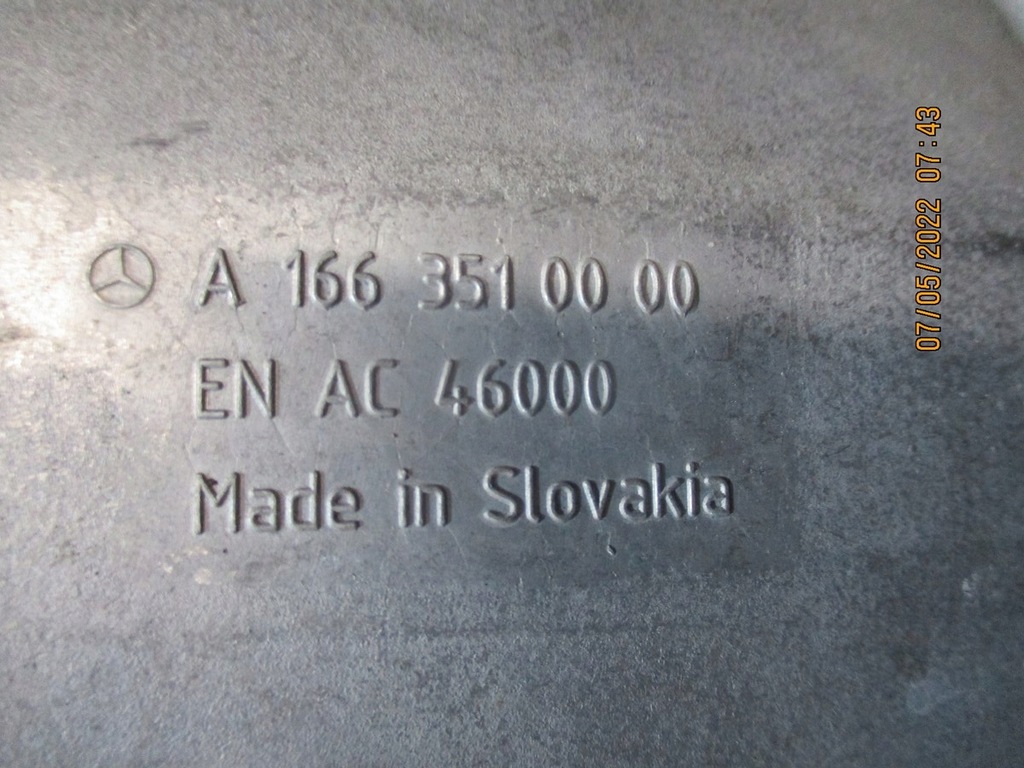 A 166 351 00 00
EN AC 46000
Made in Slovakia
07/05/2022 07:43